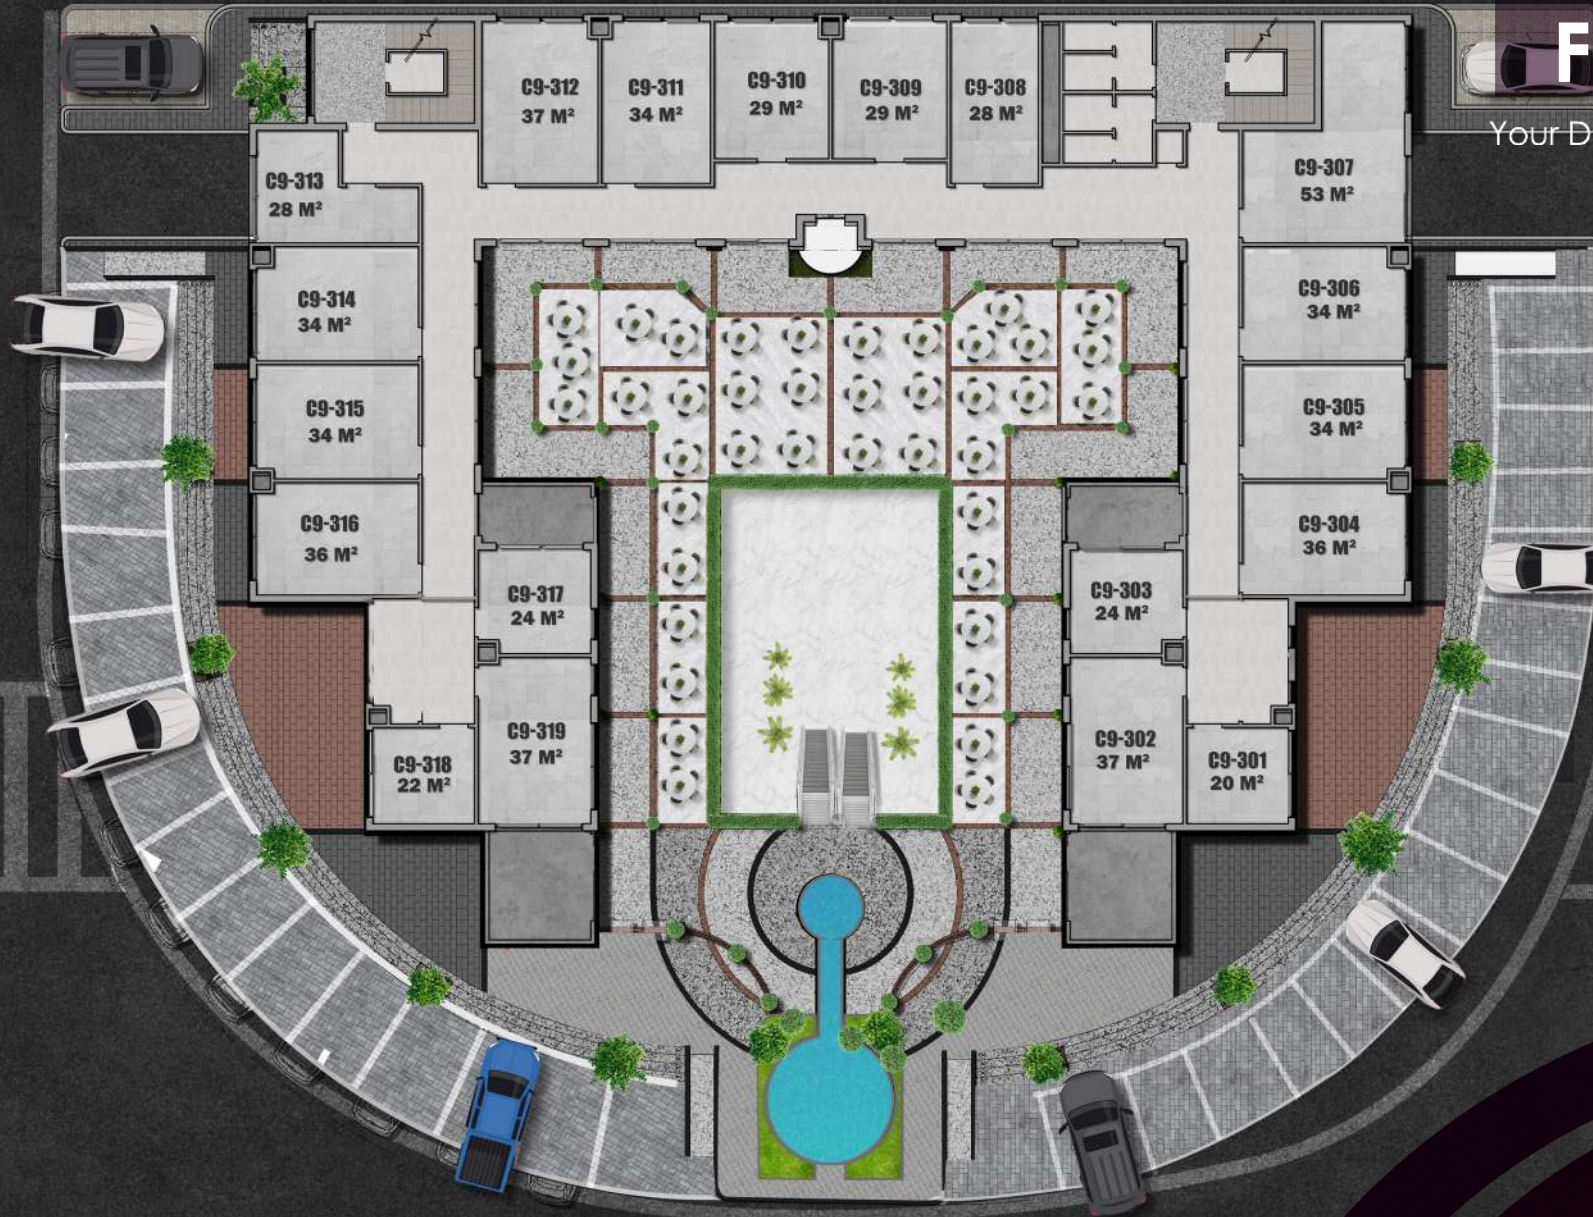 F
Your D
C9-312
37 M²
C9-311
34 M²
C9-310
29 M²
C9-309
29 M²
C9-308
28 M²
C9-307
53 M²
C9-313
28 M²
C9-314
34 M²
C9-306
34 M²
C9-315
34 M²
C9-305
34 M²
C9-316
36 M²
C9-304
36 M²
C9-317
24 M²
C9-303
24 M²
C9-319
37 M²
C9-302
37 M²
C9-318
22 M²
C9-301
20 M²